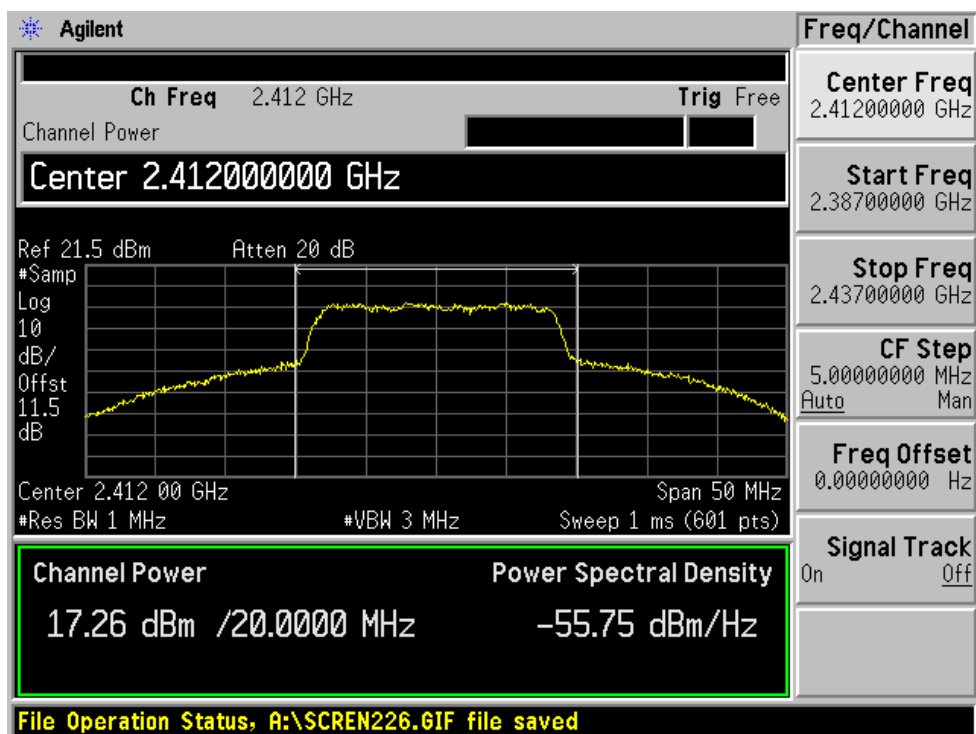 Agilent
Ch Freq 2.412 GHz Trig Free
Channel Power
Center 2.412000000 GHz
Ref 21.5 dBm Atten 20 dB
#Samp
Log
10
dB/
Offst
11.5
dB
Center 2.412 00 GHz Span 50 MHz
#Res BW 1 MHz #VBW 3 MHz Sweep 1 ms (601 pts)
Channel Power Power Spectral Density
17.26 dBm /20.0000 MHz -55.75 dBm/Hz
File Operation Status, A:\SCREN226.GIF file saved
Freq/Channel
Center Freq
2.41200000 GHz
Start Freq
2.38700000 GHz
Stop Freq
2.43700000 GHz
CF Step
5.00000000 MHz
Auto Man
Freq Offset
0.00000000 Hz
Signal Track
On Off